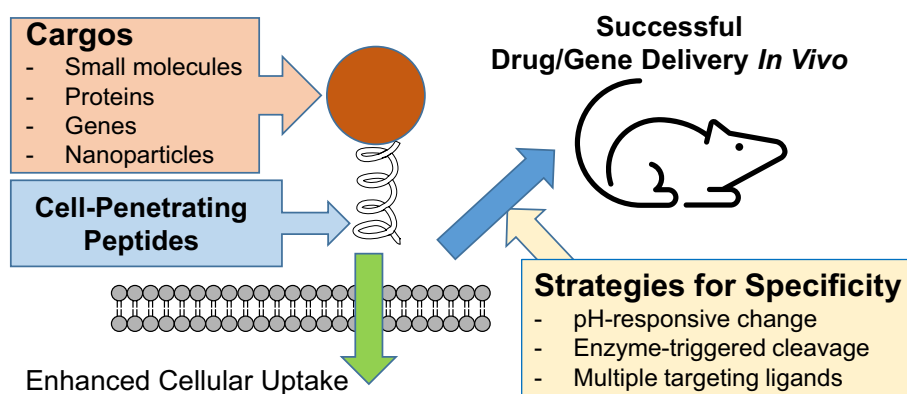 Cargos
- Small molecules
- Proteins
- Genes
- Nanoparticles
Cell-Penetrating
Peptides
Enhanced Cellular Uptake
Successful
Drug/Gene Delivery In Vivo
Strategies for Specificity
- pH-responsive change
- Enzyme-triggered cleavage
- Multiple targeting ligands